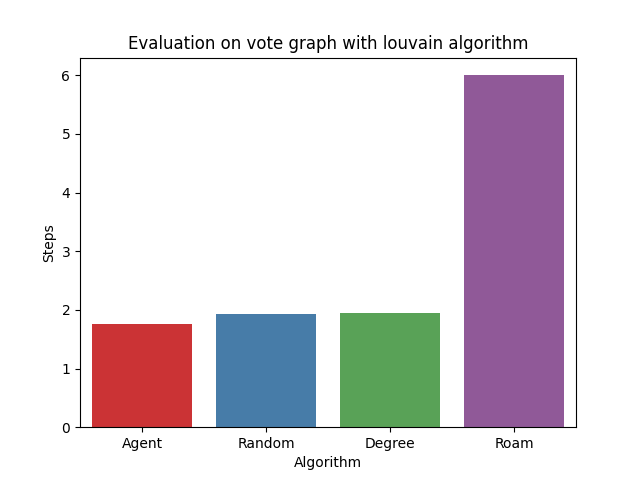 Evaluation on vote graph with louvain algorithm
6
5
4
3
2
1
0
Steps
Agent Random Degree Roam
Algorithm